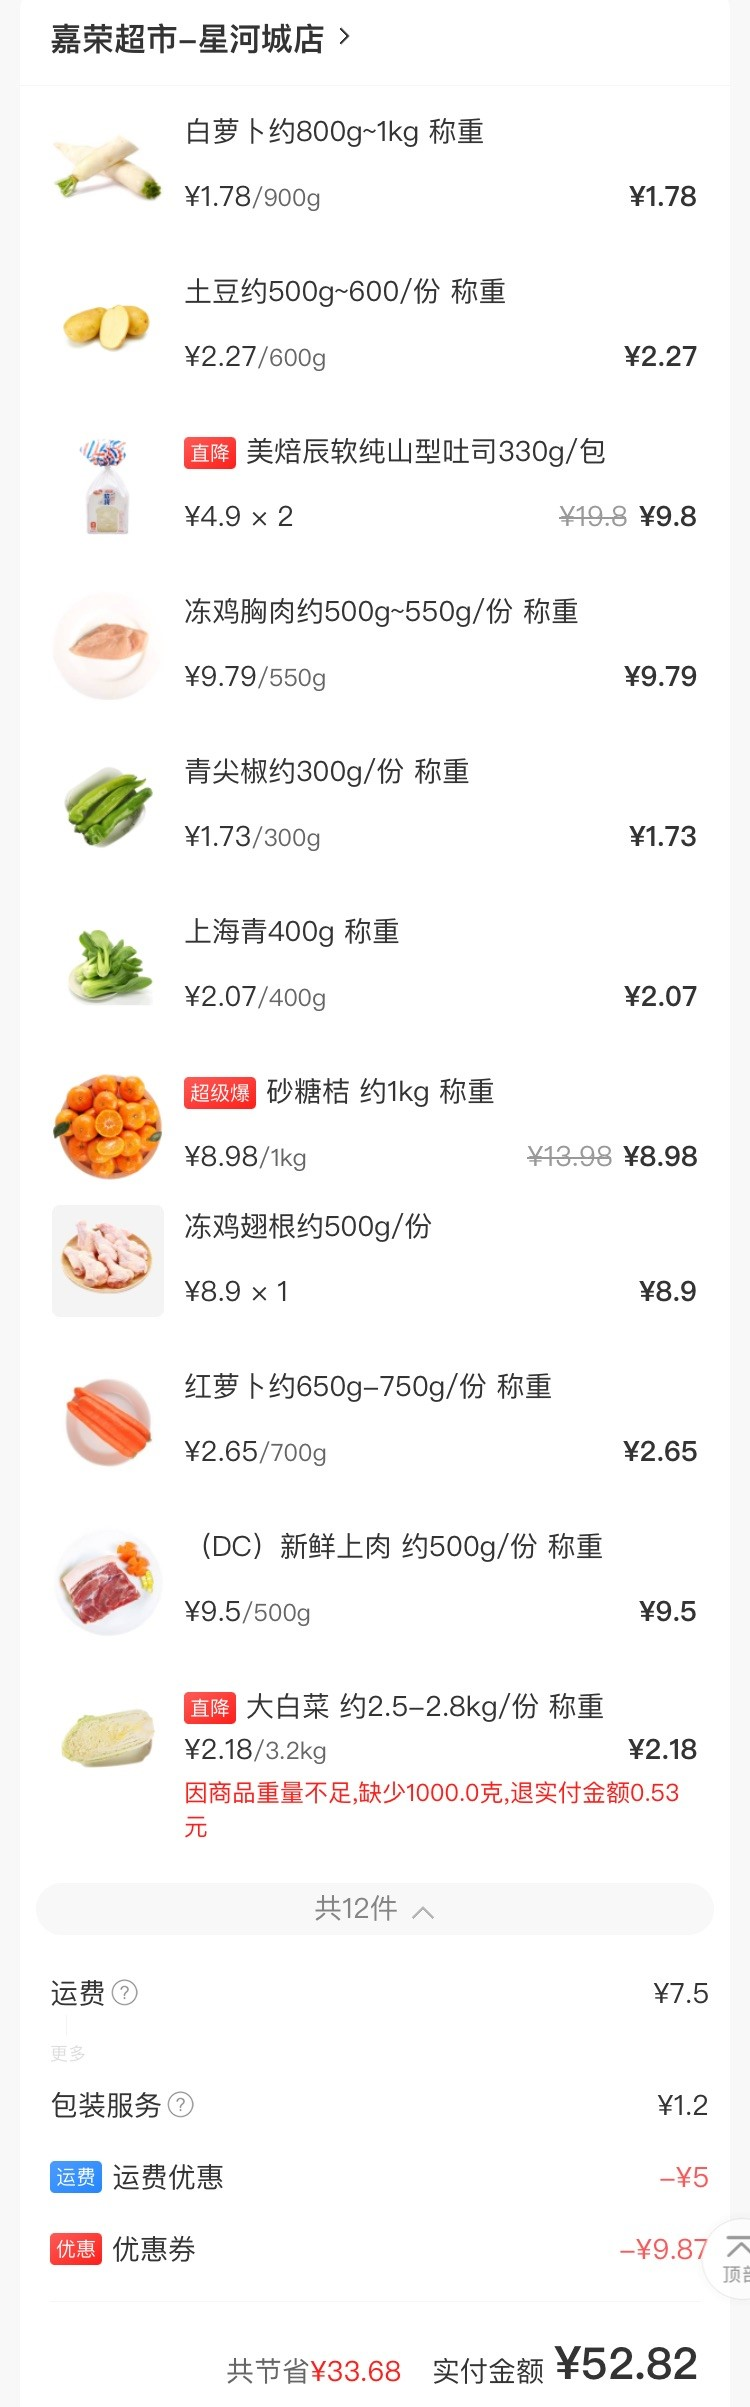 嘉荣超市-星河城店 >
白萝卜约800g~1kg 称重
¥1.78/900g ¥1.78
土豆约500g~600/份 称重
¥2.27/600g ¥2.27
直降 美焙辰软纯山型吐司330g/包
¥4.9 × 2 ¥19.8 ¥9.8
冻鸡胸肉约500g~550g/份 称重
¥9.79/550g ¥9.79
青尖椒约300g/份 称重
¥1.73/300g ¥1.73
上海青400g 称重
¥2.07/400g ¥2.07
超级爆 砂糖桔 约1kg 称重
¥8.98/1kg ¥13.98 ¥8.98
冻鸡翅根约500g/份
¥8.9 × 1 ¥8.9
红萝卜约650g-750g/份 称重
¥2.65/700g ¥2.65
（DC）新鲜上肉 约500g/份 称重
¥9.5/500g ¥9.5
直降 大白菜 约2.5-2.8kg/份 称重
¥2.18/3.2kg ¥2.18
因商品重量不足,缺少1000.0克,退实付金额0.53
元
共12件
运费 ? ¥7.5
更多
包装服务 ? ¥1.2
运费 运费优惠 -¥5
优惠 优惠券 -¥9.87
顶部
共节省¥33.68 实付金额 ¥52.82